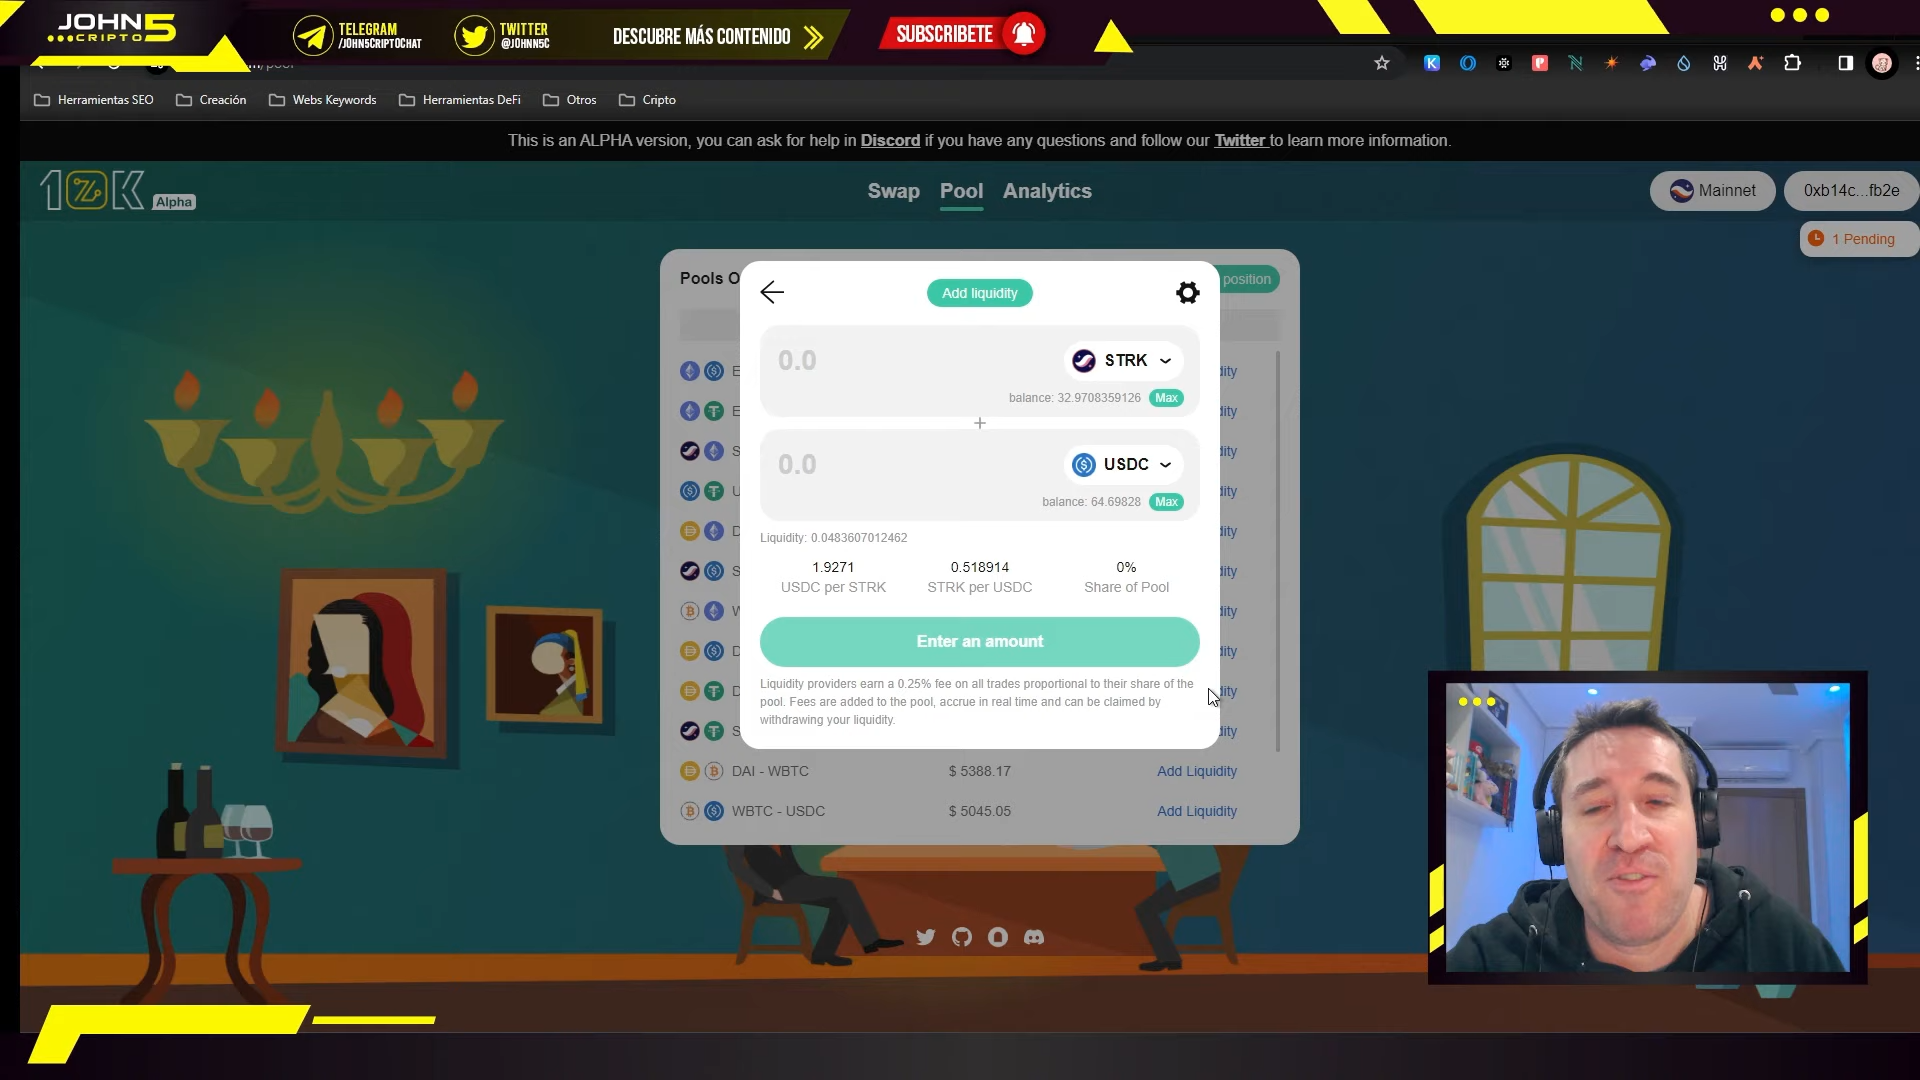 JOHN5
CRIPTO
TELEGRAM
/JOHN5CRIPTOCHAT
TWITTER
@J0HNN5C
DESCUBRE MÁS CONTENIDO
SUBSCRIBETE
Herramientas SEO
Creación
Webs Keywords
Herramientas DeFi
Otros
Cripto
This is an ALPHA version, you can ask for help in Discord if you have any questions and follow our Twitter to learn more information.
10K Alpha
Swap
Pool
Analytics
Mainnet
0xb14c...fb2e
1 Pending
Pools O
position
Add liquidity
0.0
STRK
balance: 32.9708359126
Max
+
0.0
USDC
balance: 64.69828
Max
Liquidity: 0.0483607012462
1.9271
USDC per STRK
0.518914
STRK per USDC
0%
Share of Pool
Enter an amount
Liquidity providers earn a 0.25% fee on all trades proportional to their share of the
pool. Fees are added to the pool, accrue in real time and can be claimed by
withdrawing your liquidity.
DAI - WBTC
$ 5388.17
Add Liquidity
WBTC - USDC
$ 5045.05
Add Liquidity